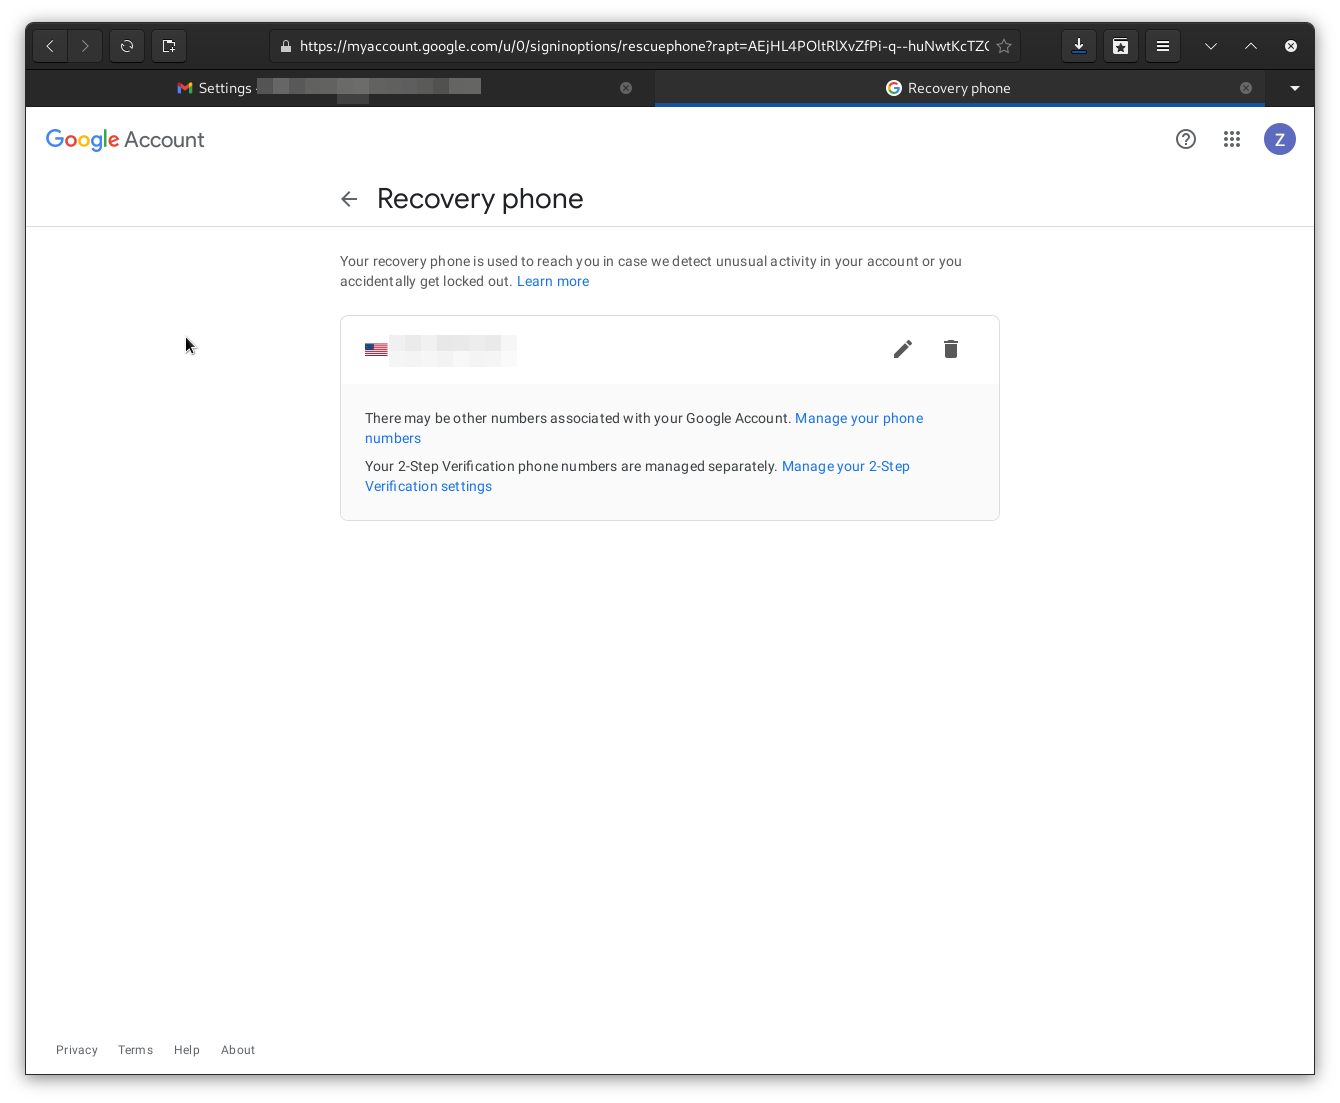 https://myaccount.google.com/u/0/signinoptions/rescuephone?rapt=AEjHL4POltRlXvZfPi-q--huNwtKcTZ
Settings
Recovery phone
Google Account
Z
Recovery phone
Your recovery phone is used to reach you in case we detect unusual activity in your account or you
accidentally get locked out. Learn more
There may be other numbers associated with your Google Account. Manage your phone
numbers
Your 2-Step Verification phone numbers are managed separately. Manage your 2-Step
Verification settings
Privacy Terms Help About